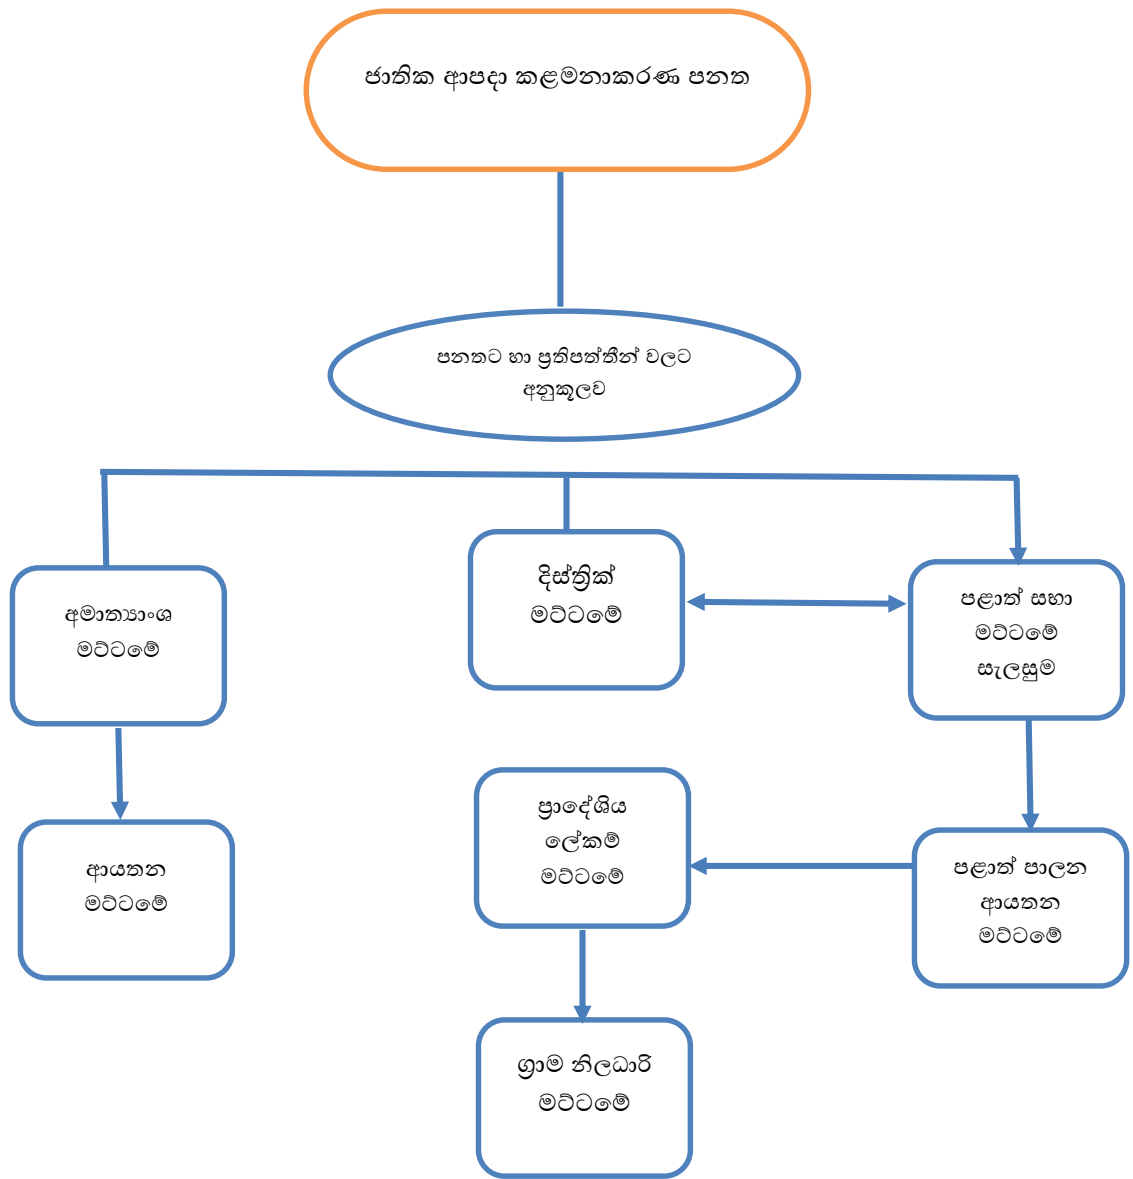 ජාතික ආපදා කළමනාකරණ පනත
පනතට හා ප්‍රතිපත්තීන් වලට
අනුකූලව
දිස්ත්‍රික්
මට්ටමේ
පළාත් සභා
මට්ටමේ
සැලසුම
අමාත්‍යාංශ
මට්ටමේ
ප්‍රාදේශිය
ලේකම්
මට්ටමේ
ආයතන
මට්ටමේ
පළාත් පාලන
ආයතන
මට්ටමේ
ග්‍රාම නිලධාරි
මට්ටමේ